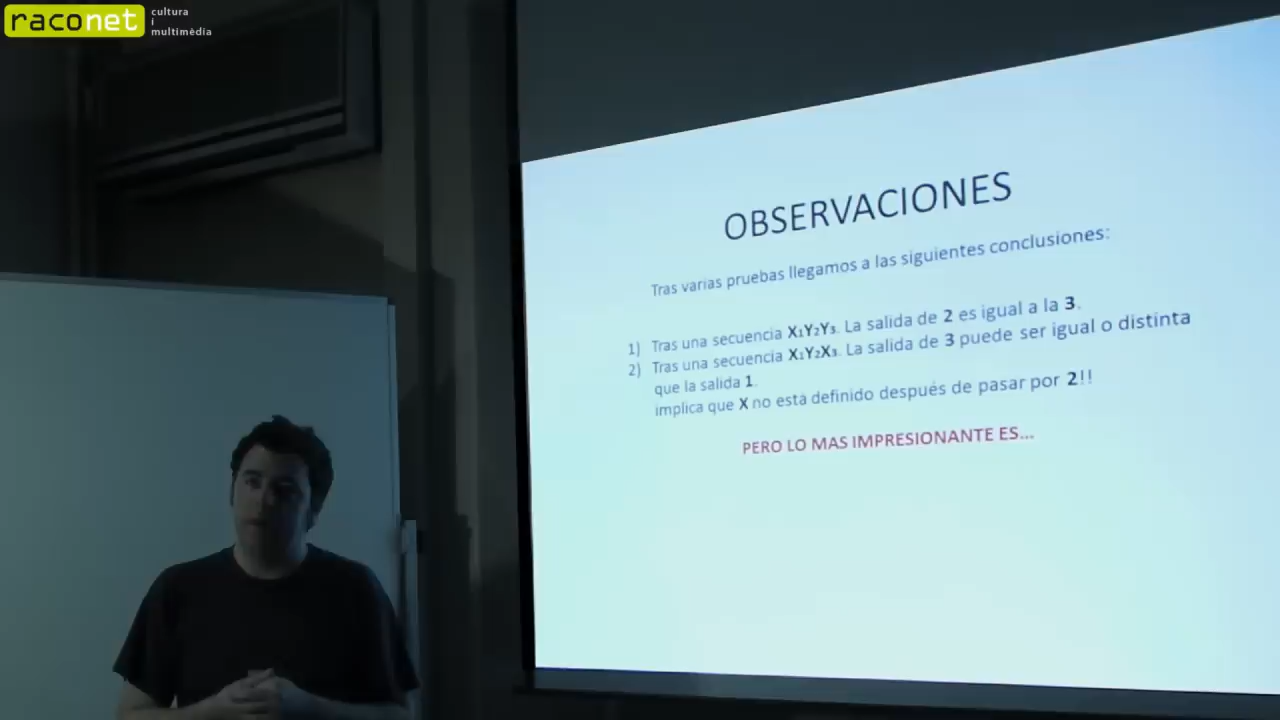 raconet cultura
i
multimèdia
OBSERVACIONES
Tras varias pruebas llegamos a las siguientes conclusiones:
1) Tras una secuencia X₁Y₂Y₃. La salida de 2 es igual a la 3.
2) Tras una secuencia X₁Y₂X₃. La salida de 3 puede ser igual o distinta
que la salida 1.
implica que X no está definido después de pasar por 2!!
PERO LO MAS IMPRESIONANTE ES...